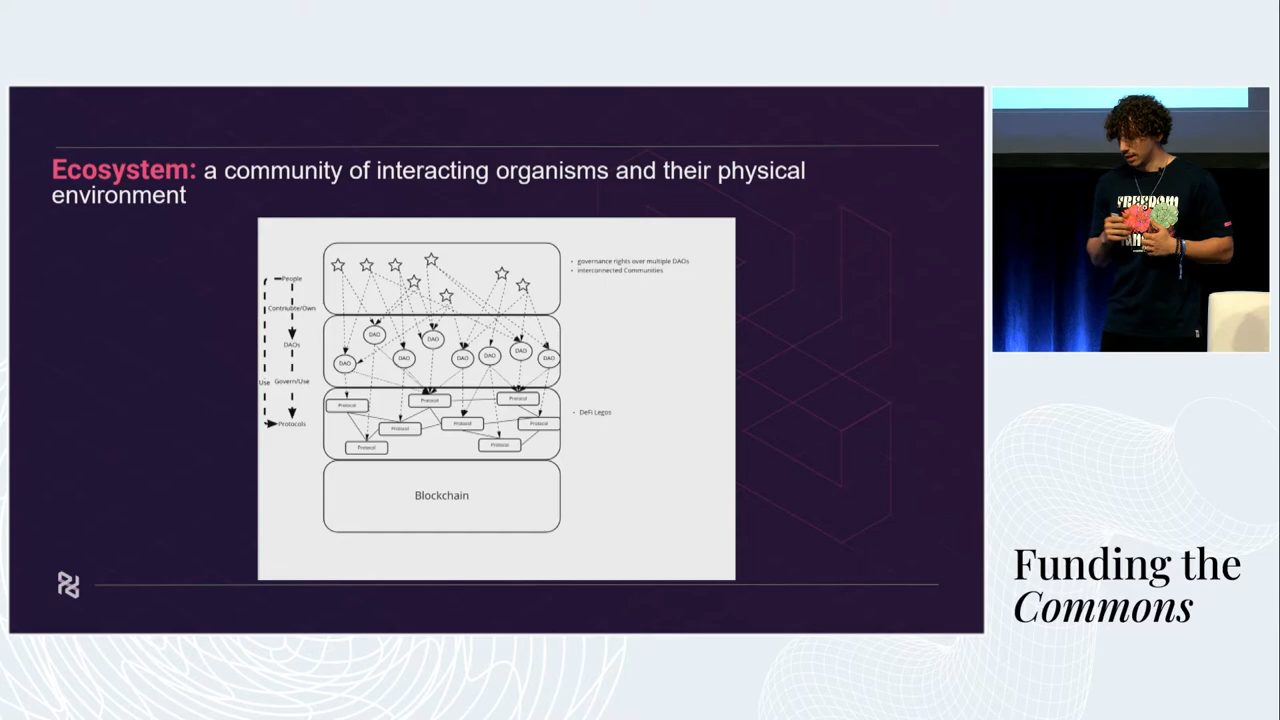 Ecosystem: a community of interacting organisms and their physical
environment
People
Contribute/Own
DAOs
Use
Govern/Use
Protocols
governance rights over multiple DAOs
interconnected Communities
DAO
DAO
DAO
DAO
DAO
DAO
DAO
DAO
Protocol
Protocol
Protocol
Protocol
Protocol
Protocol
Protocol
Protocol
DeFi Legos
Blockchain
FREEDOM
Funding the
Commons